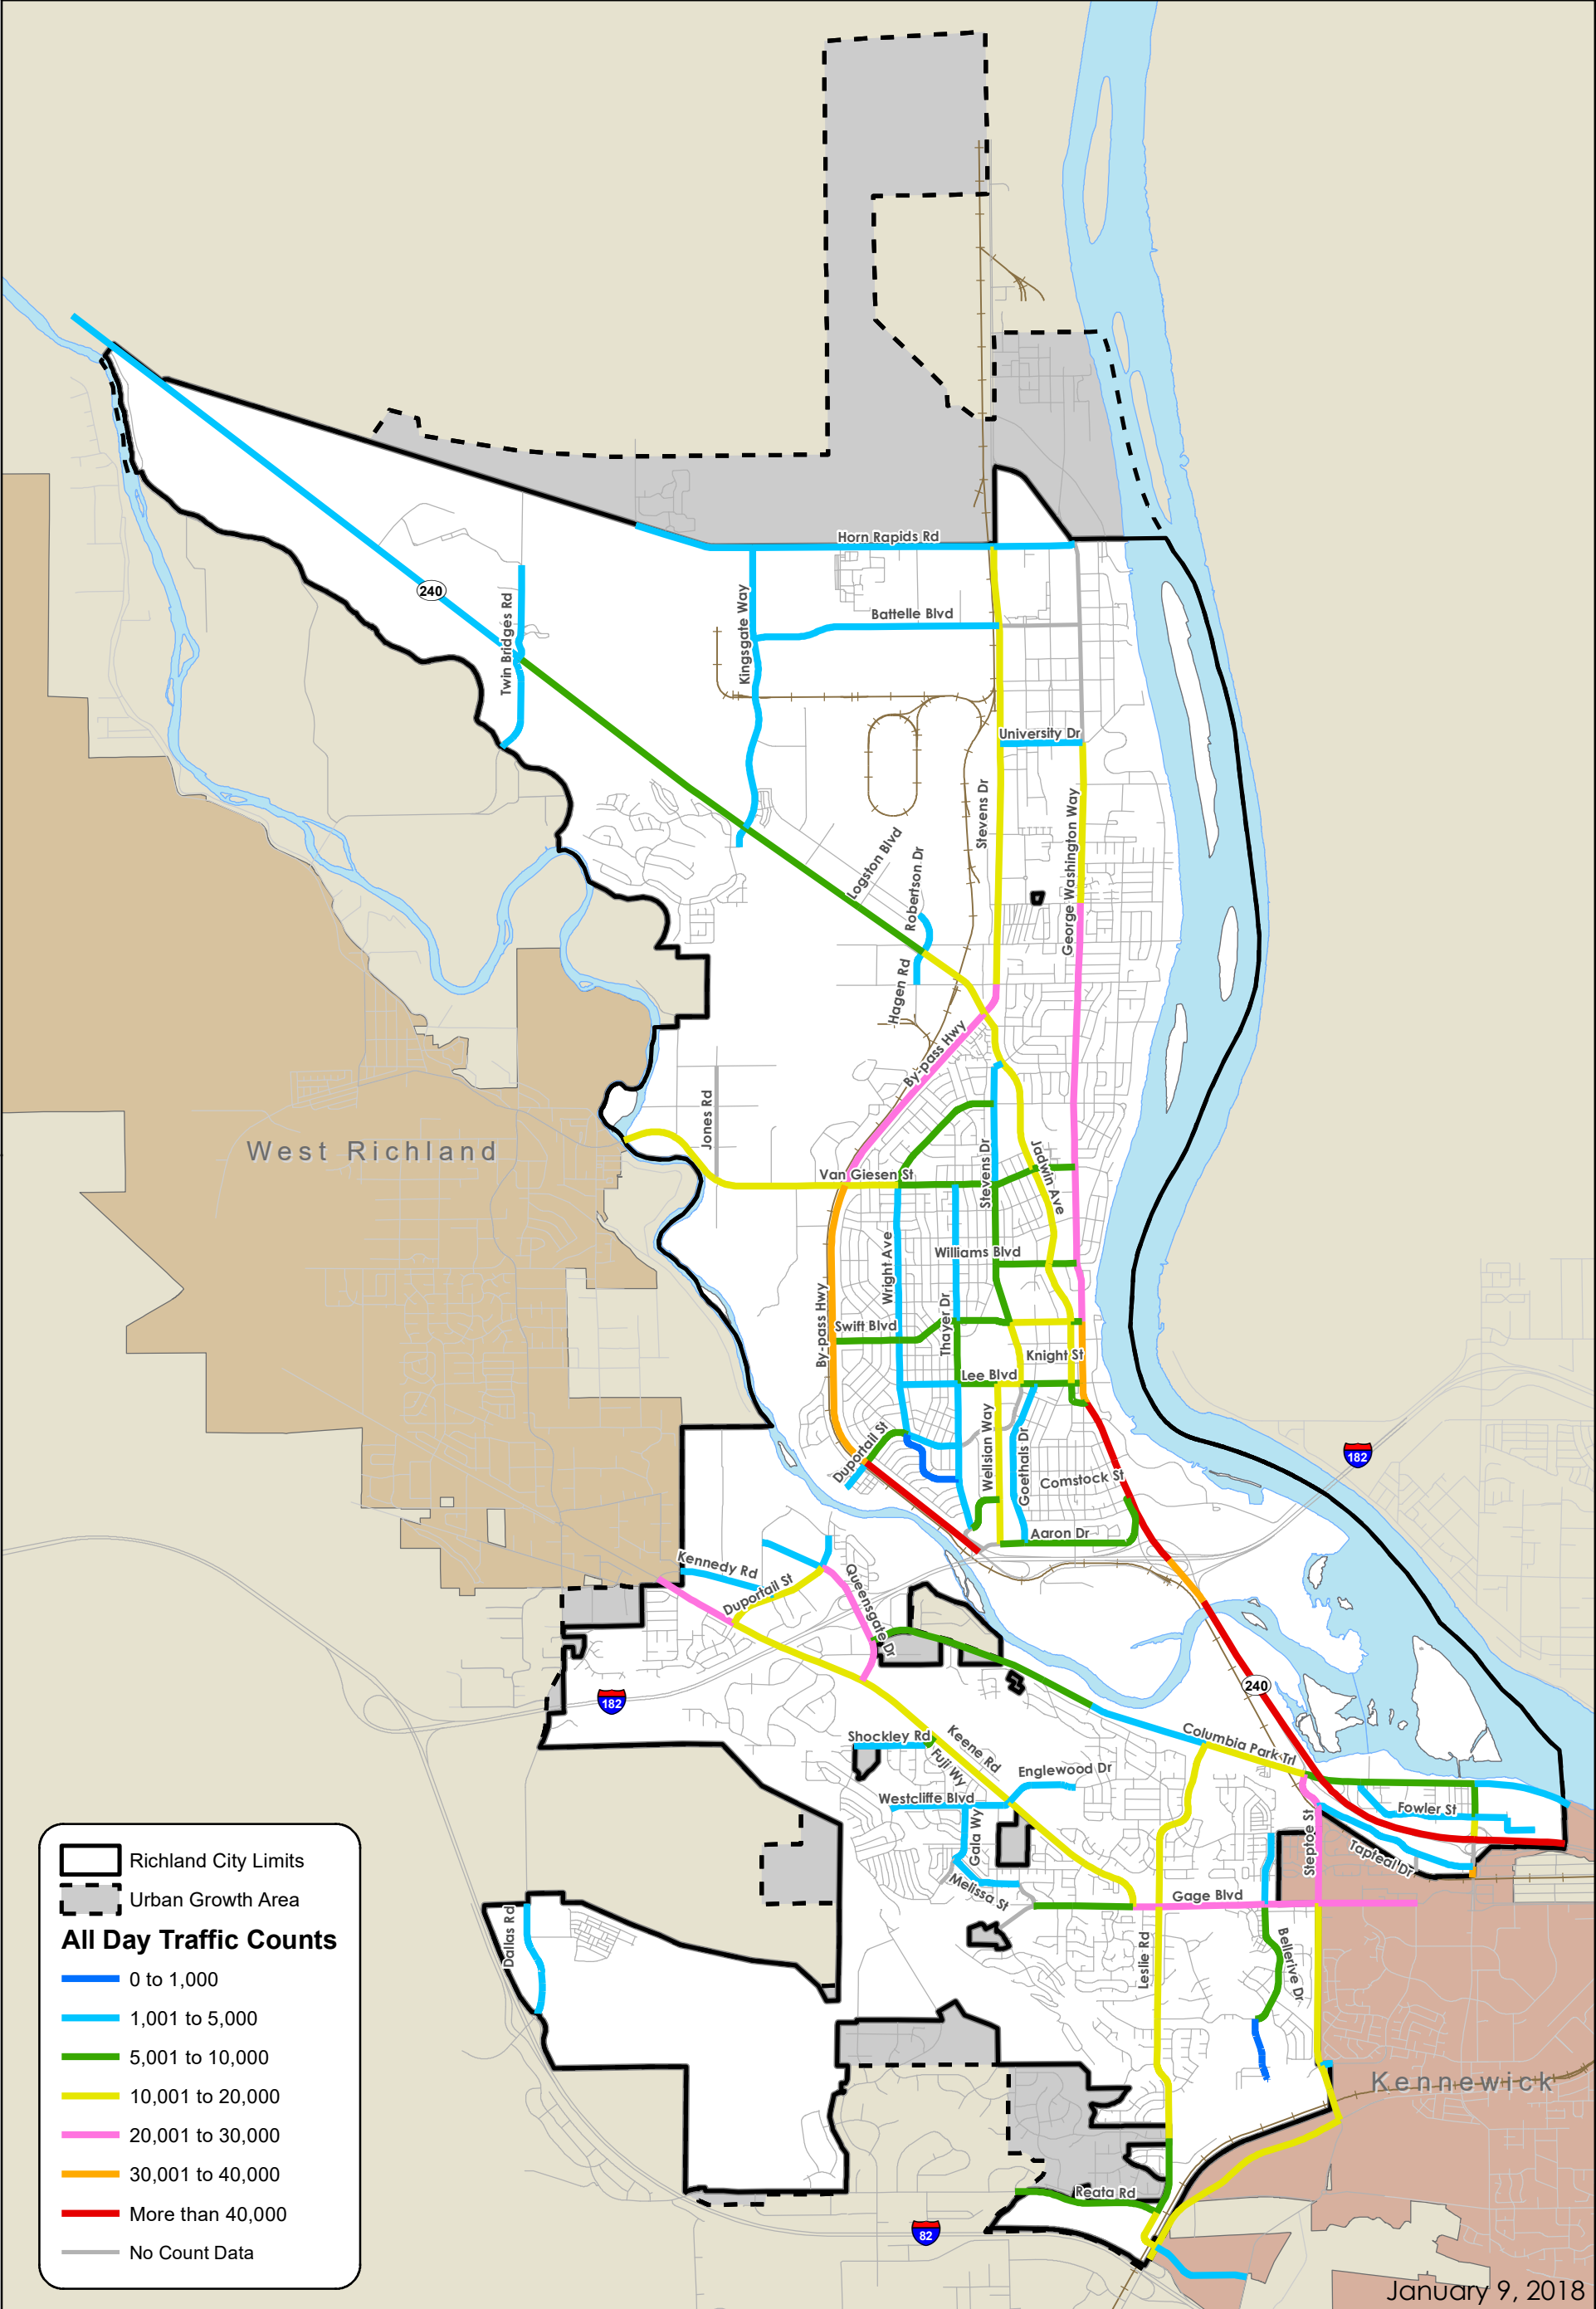 Horn Rapids Rd
240
Twin Bridges Rd
Kingsgate Way
Battelle Blvd
University Dr
Stevens Dr
George Washington Way
Logston Blvd
Robertson Dr
Hagen Rd
By-pass Hwy
Jones Rd
West Richland
Van Giesen St
Stevens Dr
Jadwin Ave
Wright Ave
Williams Blvd
By-pass Hwy
Thayer Dr
Swift Blvd
Knight St
Lee Blvd
Duportail St
Wellsian Way
Goethals Dr
Comstock St
182
Aaron Dr
Kennedy Rd
Duportail St
Queensgate Dr
182
240
Shockley Rd
Keene Rd
Columbia Park Trl
Fuji Wy
Englewood Dr
Westcliffe Blvd
Gala Wy
Fowler St
Steptoe St
Tapteal Dr
Melissa St
Gage Blvd
Dallas Rd
Leslie Rd
Bellerive Dr
Kennewick
Reata Rd
82
Richland City Limits
Urban Growth Area
All Day Traffic Counts
0 to 1,000
1,001 to 5,000
5,001 to 10,000
10,001 to 20,000
20,001 to 30,000
30,001 to 40,000
More than 40,000
No Count Data
January 9, 2018